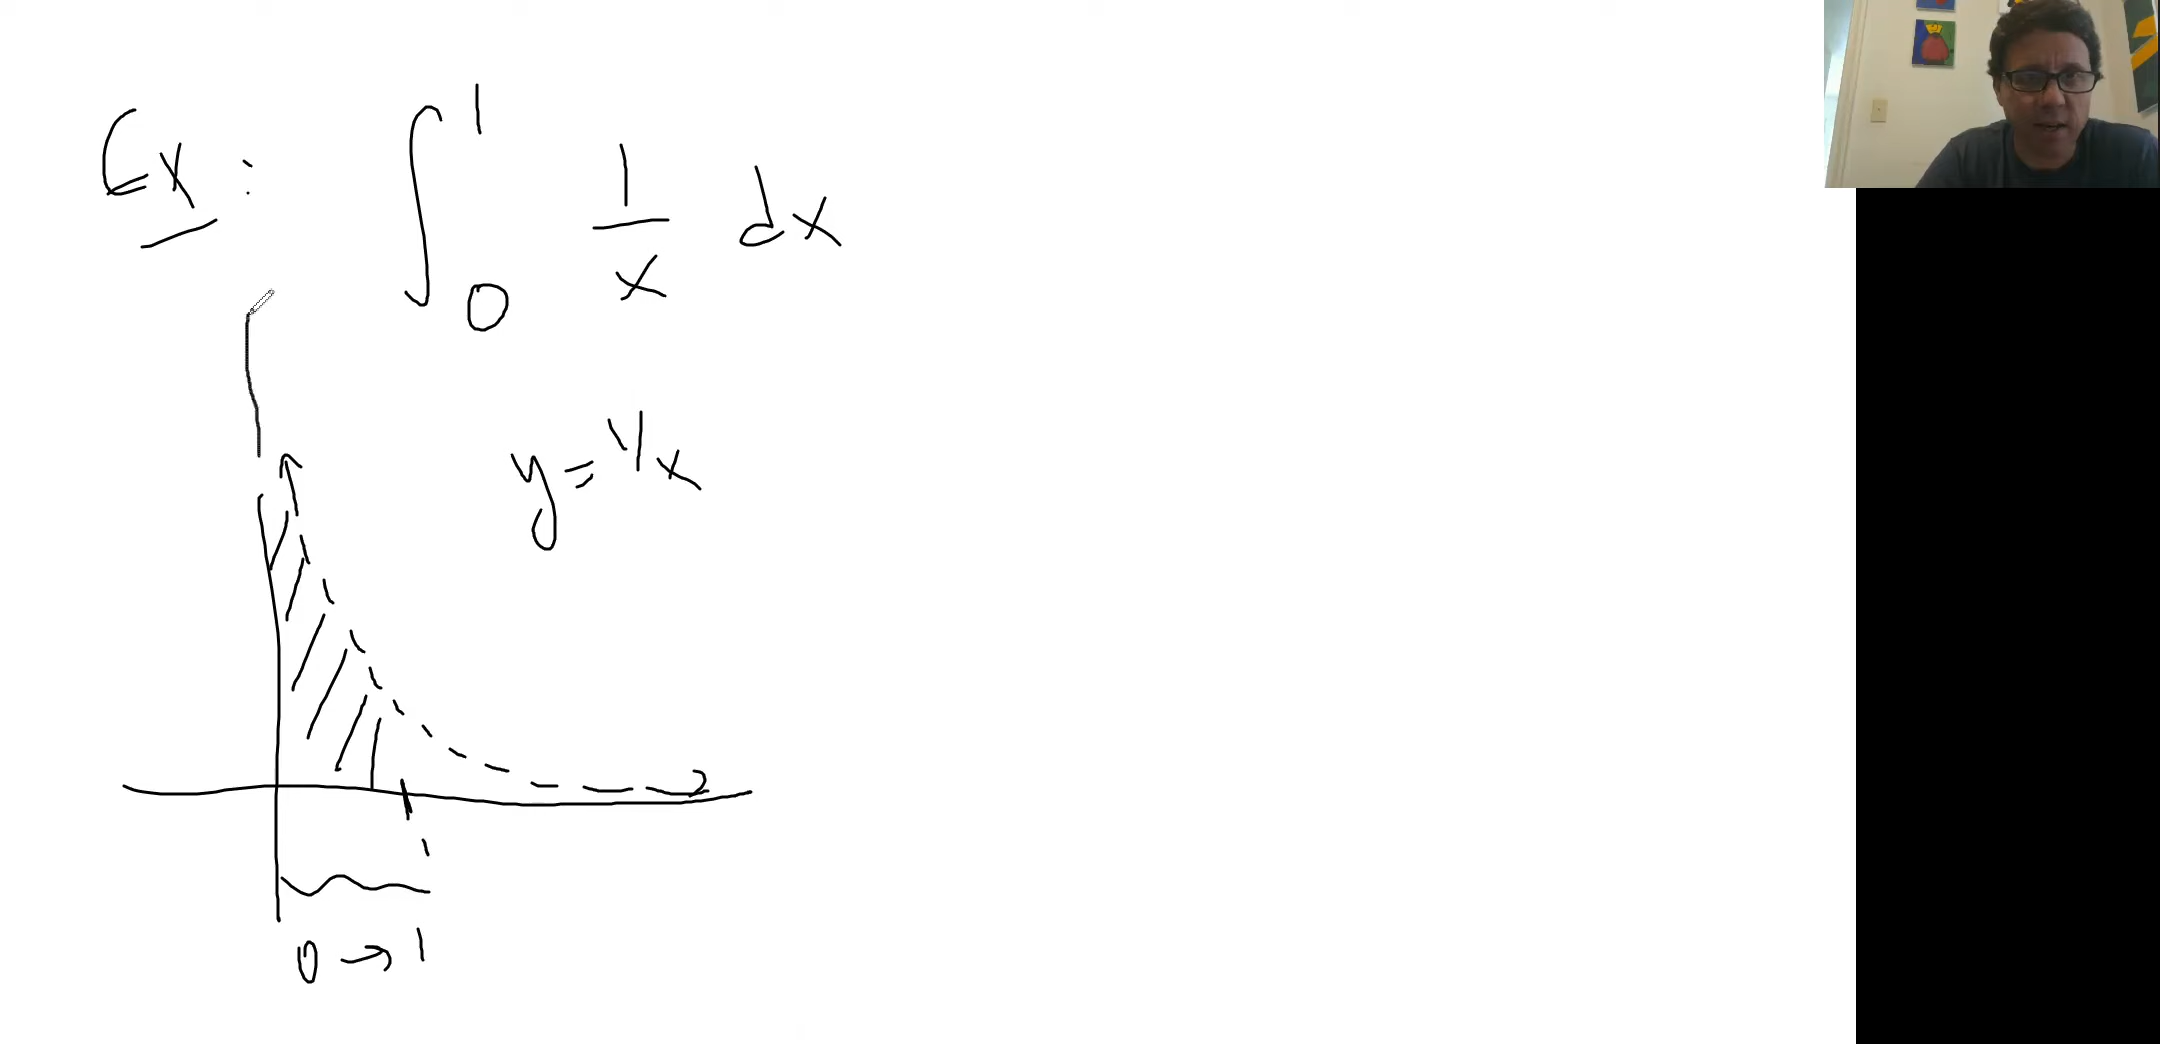 Ex: ∫₀¹ 1/x dx
y = 1/x
0 → 1